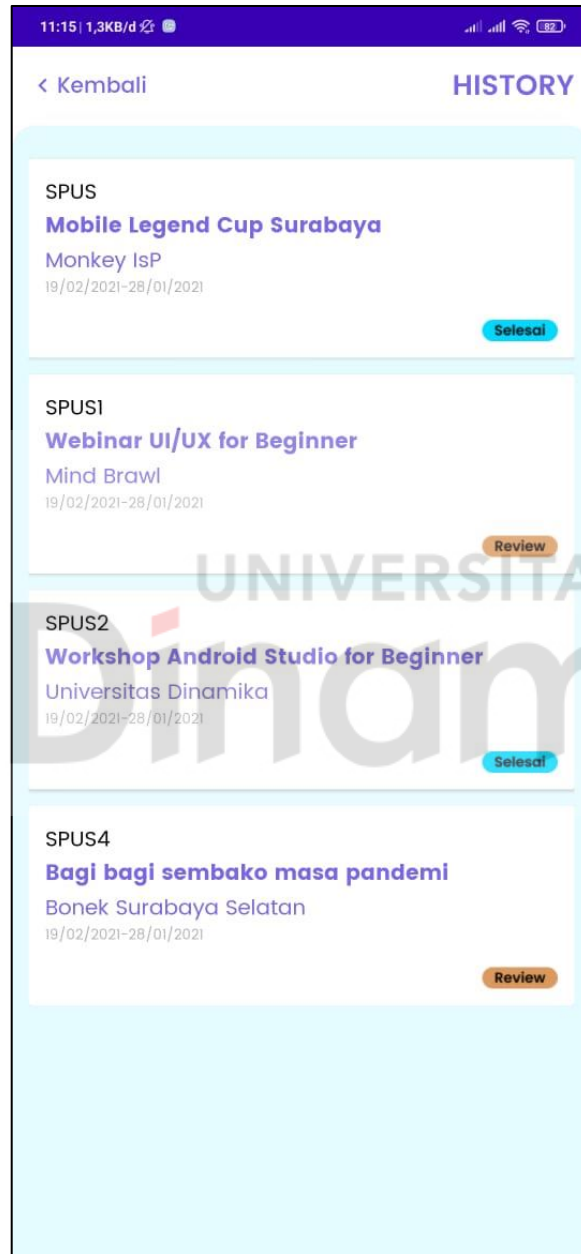 11:15 | 1,3KB/d
82
< Kembali
HISTORY
SPUS
Mobile Legend Cup Surabaya
Monkey IsP
19/02/2021-28/01/2021
Selesai
SPUS1
Webinar UI/UX for Beginner
Mind Brawl
19/02/2021-28/01/2021
Review
UNIVERSITA
Dinam
SPUS2
Workshop Android Studio for Beginner
Universitas Dinamika
19/02/2021-28/01/2021
Selesai
SPUS4
Bagi bagi sembako masa pandemi
Bonek Surabaya Selatan
19/02/2021-28/01/2021
Review